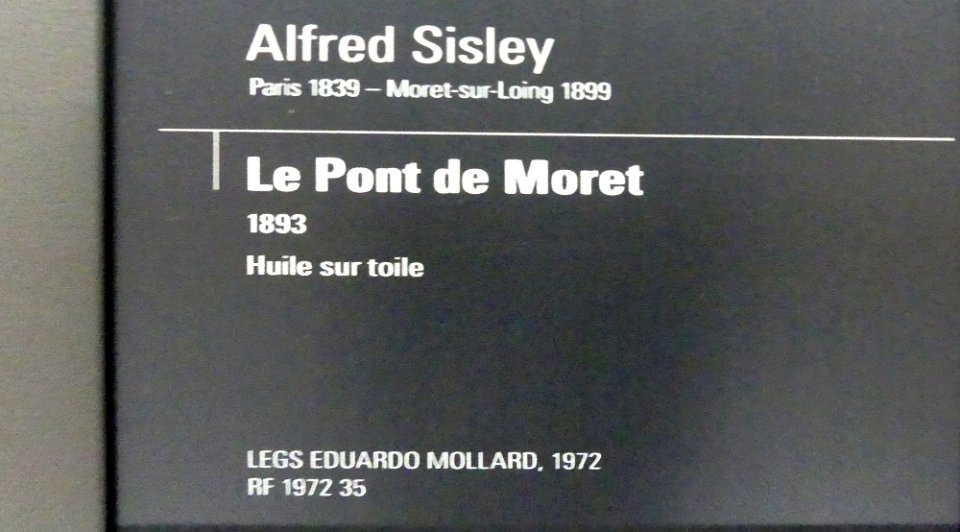 Alfred Sisley
Paris 1839 – Moret-sur-Loing 1899
Le Pont de Moret
1893
Huile sur toile
LEGS EDUARDO MOLLARD, 1972
RF 1972 35